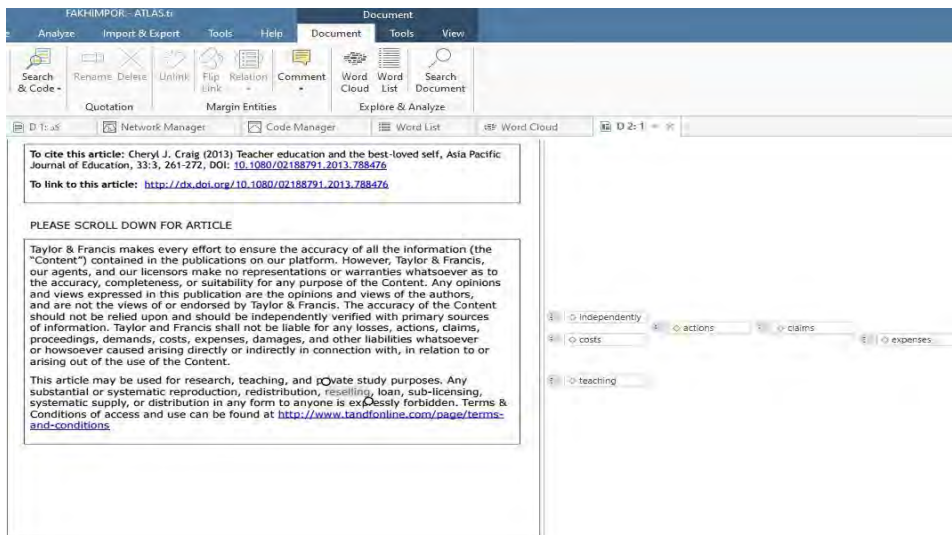 FAKHIMPOR - ATLAS.ti Document
Analyze Import & Export Tools Help Document Tools View
Search & Code
Rename Delete Unlink Flip Link Relation Comment Word Cloud Word List Search Document
Quotation Margin Entities Explore & Analyze
Network Manager Code Manager Word List Word Cloud D 2: 1
To cite this article: Cheryl J. Craig (2013) Teacher education and the best-loved self, Asia Pacific
Journal of Education, 33:3, 261-272, DOI: 10.1080/02188791.2013.788476
To link to this article: http://dx.doi.org/10.1080/02188791.2013.788476
PLEASE SCROLL DOWN FOR ARTICLE
Taylor & Francis makes every effort to ensure the accuracy of all the information (the
“Content”) contained in the publications on our platform. However, Taylor & Francis,
our agents, and our licensors make no representations or warranties whatsoever as to
the accuracy, completeness, or suitability for any purpose of the Content. Any opinions
and views expressed in this publication are the opinions and views of the authors,
and are not the views of or endorsed by Taylor & Francis. The accuracy of the Content
should not be relied upon and should be independently verified with primary sources
of information. Taylor and Francis shall not be liable for any losses, actions, claims,
proceedings, demands, costs, expenses, damages, and other liabilities whatsoever
or howsoever caused arising directly or indirectly in connection with, in relation to or
arising out of the use of the Content.
This article may be used for research, teaching, and private study purposes. Any
substantial or systematic reproduction, redistribution, reselling, loan, sub-licensing,
systematic supply, or distribution in any form to anyone is expressly forbidden. Terms &
Conditions of access and use can be found at http://www.tandfonline.com/page/terms-
and-conditions
independently
actions claims
costs expenses
teaching